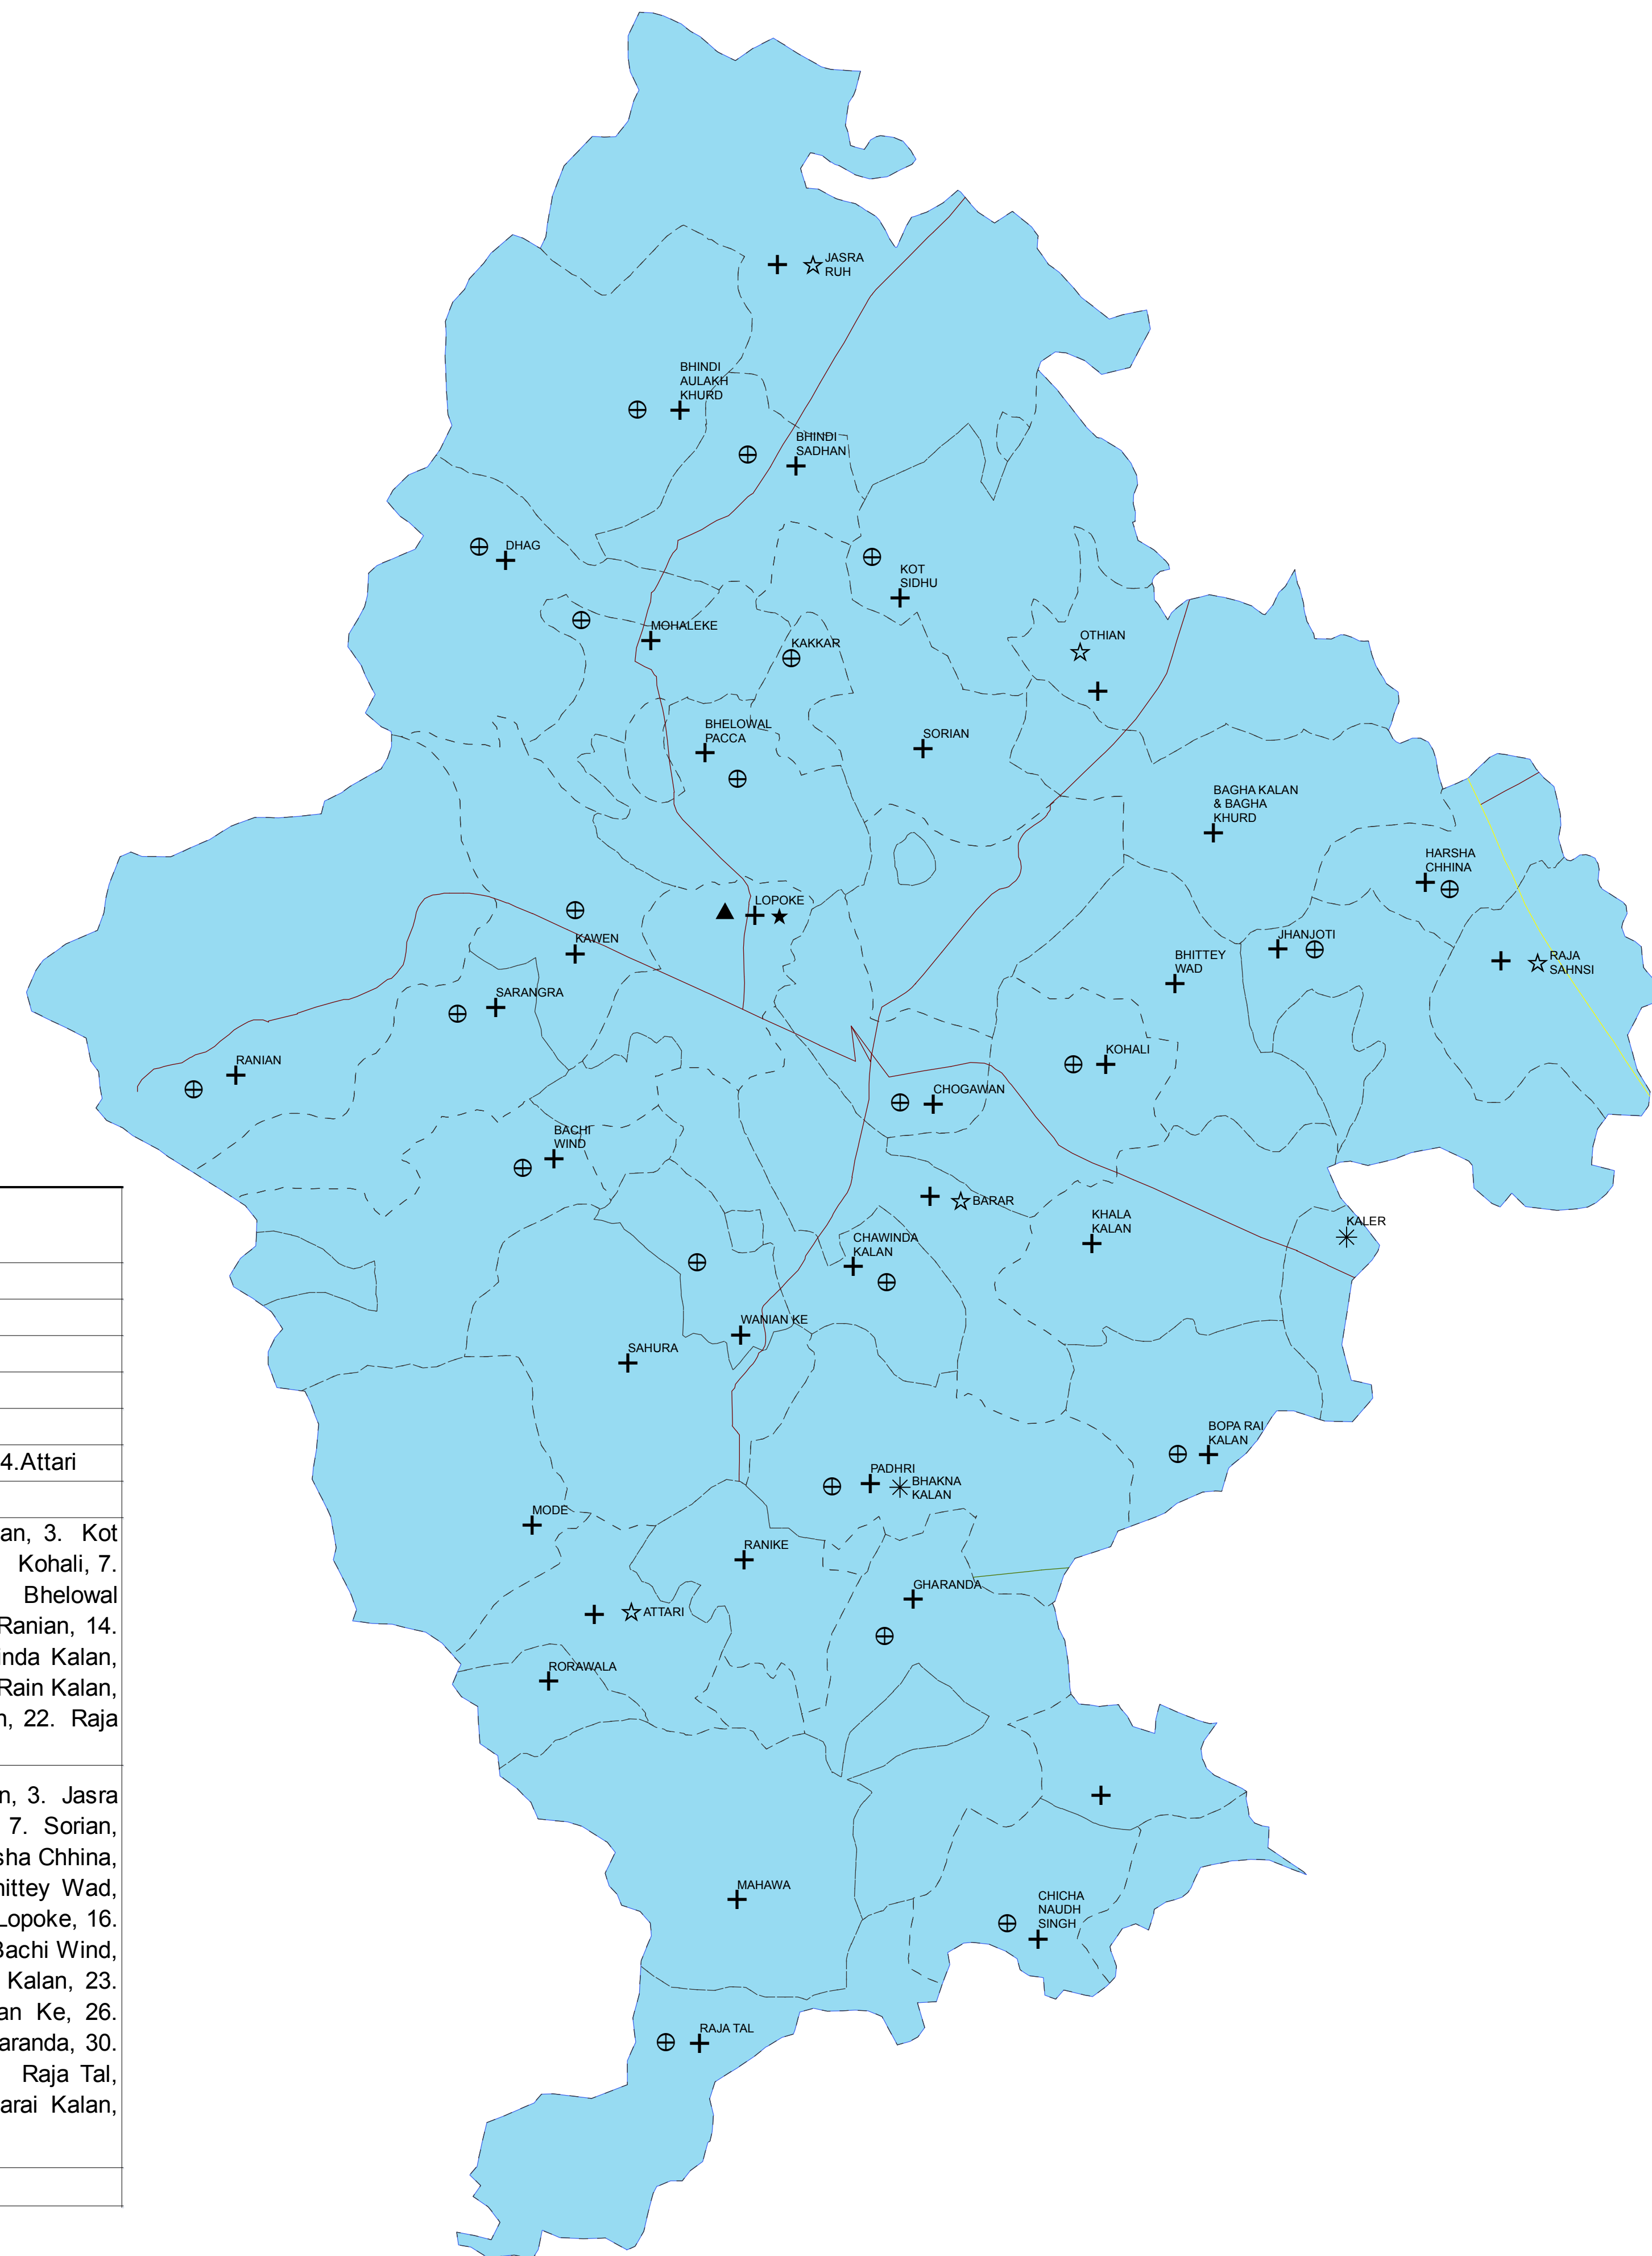 JASRA
RUH
BHINDI
AULAKH
KHURD
BHINDI
SADHAN
DHAG
KOT
SIDHU
MOHALEKE
KAKKAR
OTHIAN
BHELOWAL
PACCA
SORIAN
BAGHA KALAN
& BAGHA
KHURD
HARSHA
CHHINA
LOPOKE
KAWEN
JHANJOTI
BHITTEY
WAD
RAJA
SAHNSI
SARANGRA
RANIAN
KOHALI
CHOGAWAN
BACHI
WIND
BARAR
KHALA
KALAN
KALER
CHAWINDA
KALAN
WANIAN KE
SAHURA
BOPA RAI
KALAN
PADHRI
BHAKNA
KALAN
MODE
RANIKE
GHARANDA
ATTARI
RORAWALA
MAHAWA
CHICHA
NAUDH
SINGH
RAJA TAL
4.Attari
an, 3. Kot
Kohali, 7.
Bhelowal
Ranian, 14.
inda Kalan,
Rain Kalan,
n, 22. Raja
n, 3. Jasra
7. Sorian,
sha Chhina,
nittey Wad,
Lopoke, 16.
Bachi Wind,
Kalan, 23.
an Ke, 26.
aranda, 30.
Raja Tal,
arai Kalan,